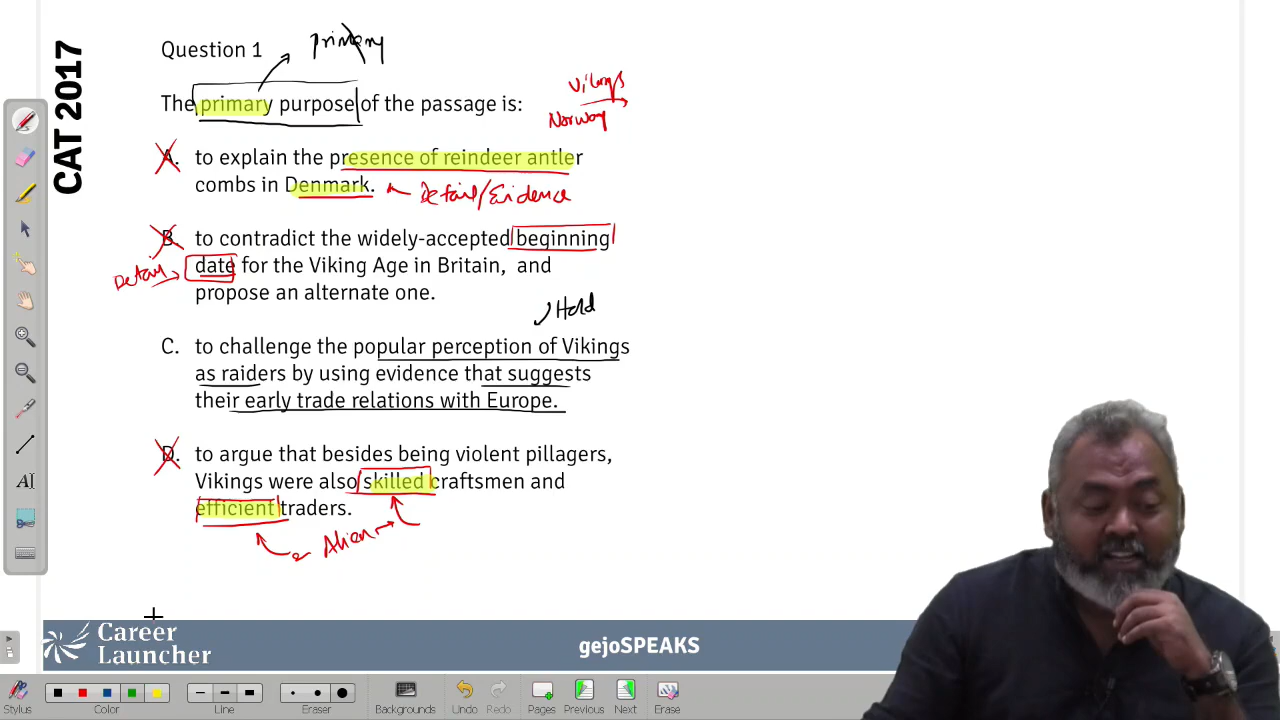 CAT 2017
Question 1
primary
The primary purpose of the passage is:
Vikings
Norway
A. to explain the presence of reindeer antler
combs in Denmark.
Detail/Evidence
B. to contradict the widely-accepted beginning
date for the Viking Age in Britain, and
Detail
propose an alternate one.
Hold
C. to challenge the popular perception of Vikings
as raiders by using evidence that suggests
their early trade relations with Europe.
D. to argue that besides being violent pillagers,
Vikings were also skilled craftsmen and
efficient traders.
Alien
Career
Launcher
gejoSPEAKS
Stylus
Color
Line
Eraser
Backgrounds
Undo
Redo
Pages
Previous
Next
Erase